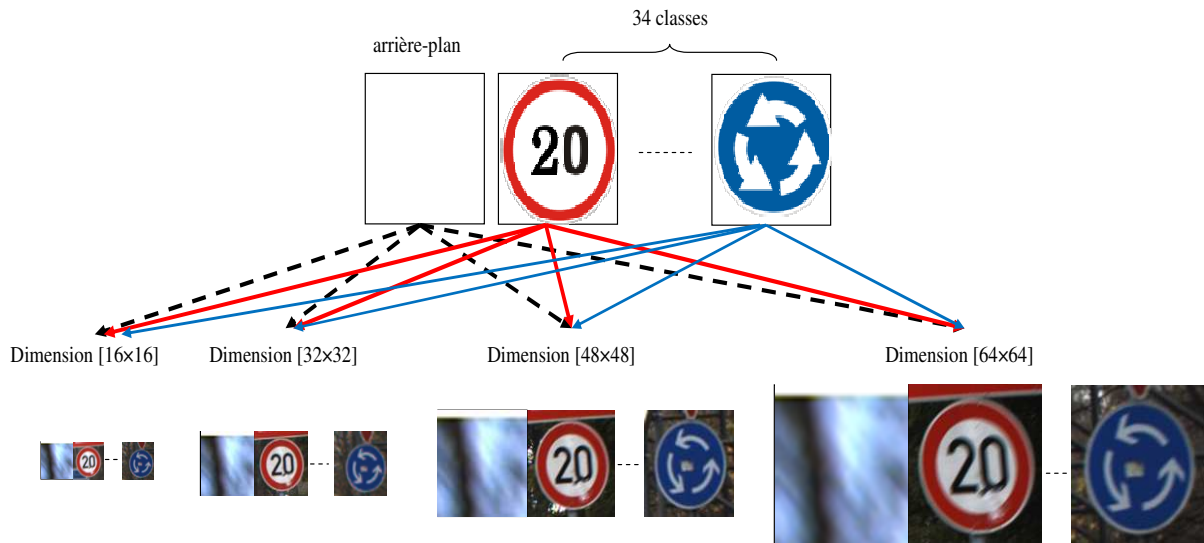 34 classes
arrière-plan
20
Dimension [16×16]
Dimension [32×32]
Dimension [48×48]
Dimension [64×64]
20
20
20
20